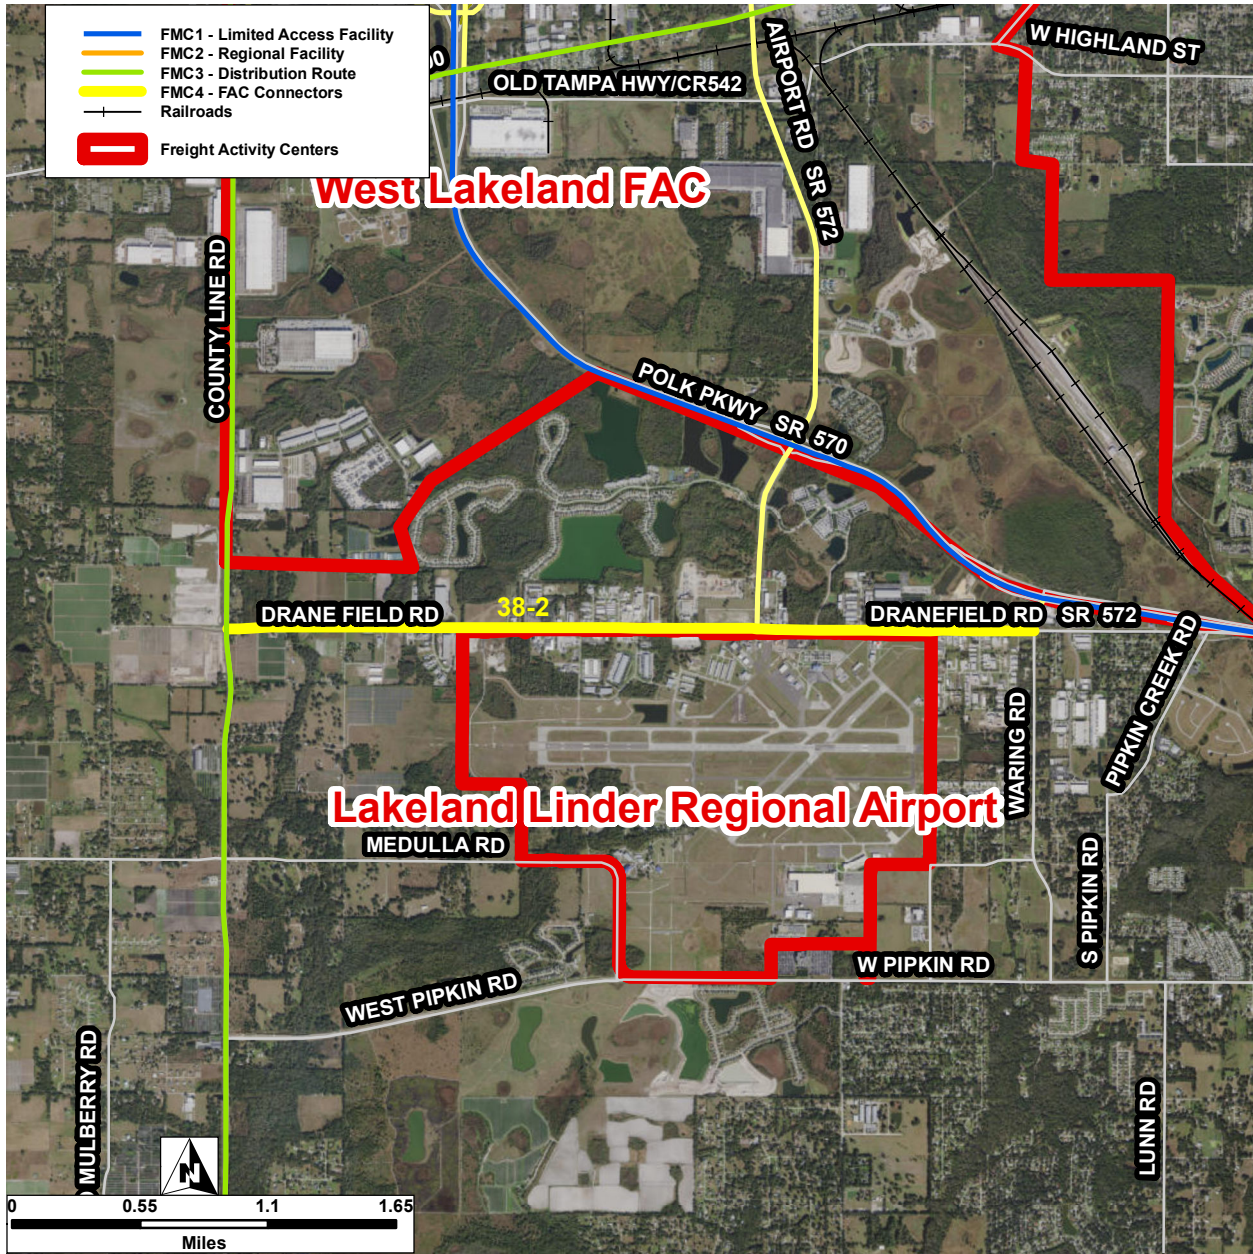 FMC1 - Limited Access Facility
FMC2 - Regional Facility
FMC3 - Distribution Route
FMC4 - FAC Connectors
Railroads
Freight Activity Centers
W HIGHLAND ST
OLD TAMPA HWY/CR542
AIRPORT RD SR 572
West Lakeland FAC
COUNTY LINE RD
POLK PKWY SR 570
38-2
DRANE FIELD RD
DRANEFIELD RD SR 572
PIPKIN CREEK RD
WARING RD
Lakeland Linder Regional Airport
MEDULLA RD
S PIPKIN RD
W PIPKIN RD
WEST PIPKIN RD
MULBERRY RD
LUNN RD
N
0 0.55 1.1 1.65
Miles